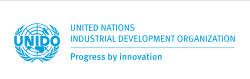 UNIDO
UNITED NATIONS
INDUSTRIAL DEVELOPMENT ORGANIZATION
Progress by innovation